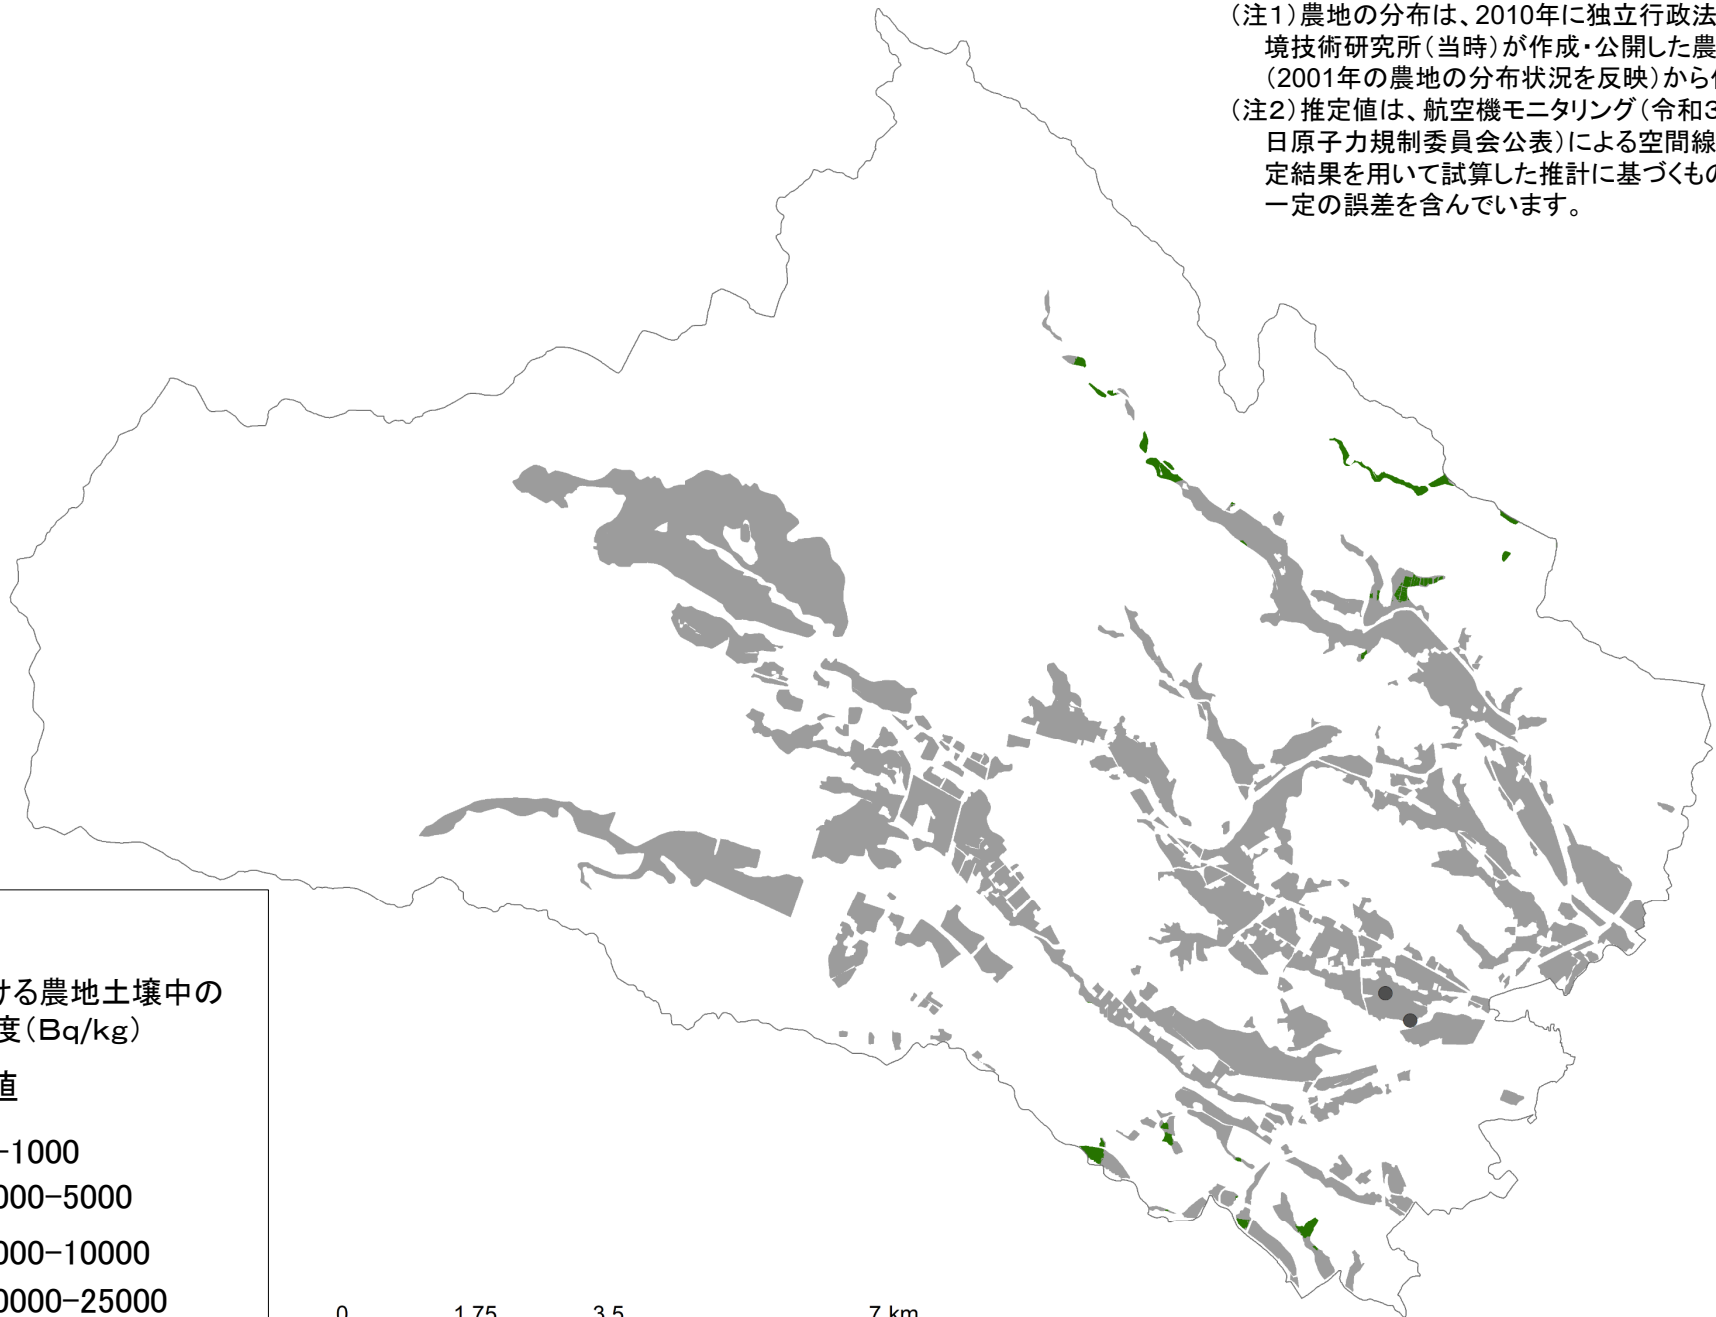 (注1)農地の分布は、2010年に独立行政法
境技術研究所(当時)が作成・公開した農
(2001年の農地の分布状況を反映)から
(注2)推定値は、航空機モニタリング(令和3
日原子力規制委員会公表)による空間線
定結果を用いて試算した推計に基づくもの
一定の誤差を含んでいます。
ける農地土壌中の
度(Bq/kg)
値
-1000
000-5000
000-10000
0000-25000
0 1.75 3.5 7 km